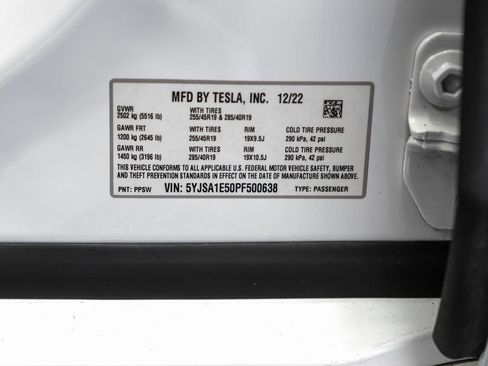 MFD BY TESLA, INC. 12/22
GVWR WITH TIRES
2502 kg (5516 lb) 255/45R19 & 285/40R19
GAWR FRT WITH TIRES RIM COLD TIRE PRESSURE
1200 kg (2645 lb) 255/45R19 19X9.5J 290 kPa, 42 psi
GAWR RR WITH TIRES RIM COLD TIRE PRESSURE
1450 kg (3196 lb) 285/40R19 19X10.5J 290 kPa, 42 psi
THIS VEHICLE CONFORMS TO ALL APPLICABLE U.S. FEDERAL MOTOR VEHICLE SAFETY, BUMPER
AND THEFT PREVENTION STANDARDS IN EFFECT ON THE DATE OF MANUFACTURE SHOWN ABOVE.
PNT: PPSW VIN: 5YJSA1E50PF500638 TYPE: PASSENGER